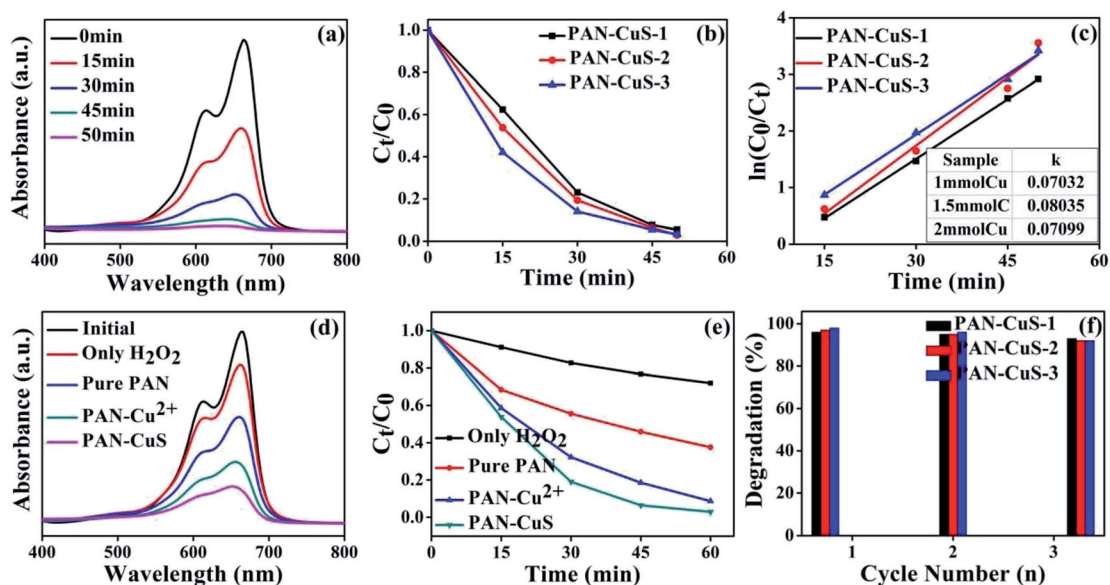 (a)
0min
15min
30min
45min
50min
Absorbance (a.u.)
400 500 600 700 800
Wavelength (nm)
(b)
PAN-CuS-1
PAN-CuS-2
PAN-CuS-3
Ct/C0
1.0
0.8
0.6
0.4
0.2
0.0
0 15 30 45 60
Time (min)
(c)
PAN-CuS-1
PAN-CuS-2
PAN-CuS-3
ln(C0/Ct)
4
3
2
1
0
Sample k
1mmolCu 0.07032
1.5mmolC 0.08035
2mmolCu 0.07099
15 30 45 60
Time (min)
(d)
Initial
Only H2O2
Pure PAN
PAN-Cu2+
PAN-CuS
Absorbance (a.u.)
400 500 600 700 800
Wavelength (nm)
(e)
Ct/C0
1.0
0.8
0.6
0.4
0.2
0.0
Only H2O2
Pure PAN
PAN-Cu2+
PAN-CuS
0 15 30 45 60
Time (min)
(f)
PAN-CuS-1
PAN-CuS-2
PAN-CuS-3
Degradation (%)
100
80
60
40
20
0
1 2 3
Cycle Number (n)